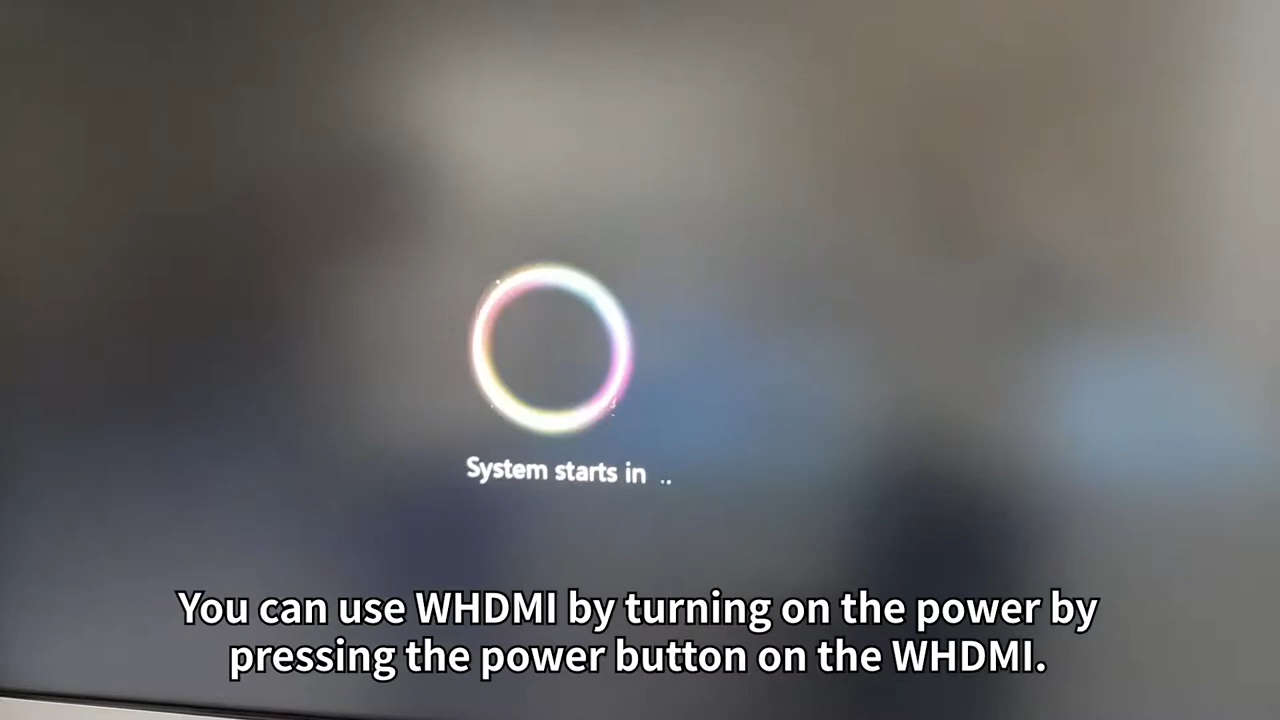 System starts in ..
You can use WHDMI by turning on the power by
pressing the power button on the WHDMI.